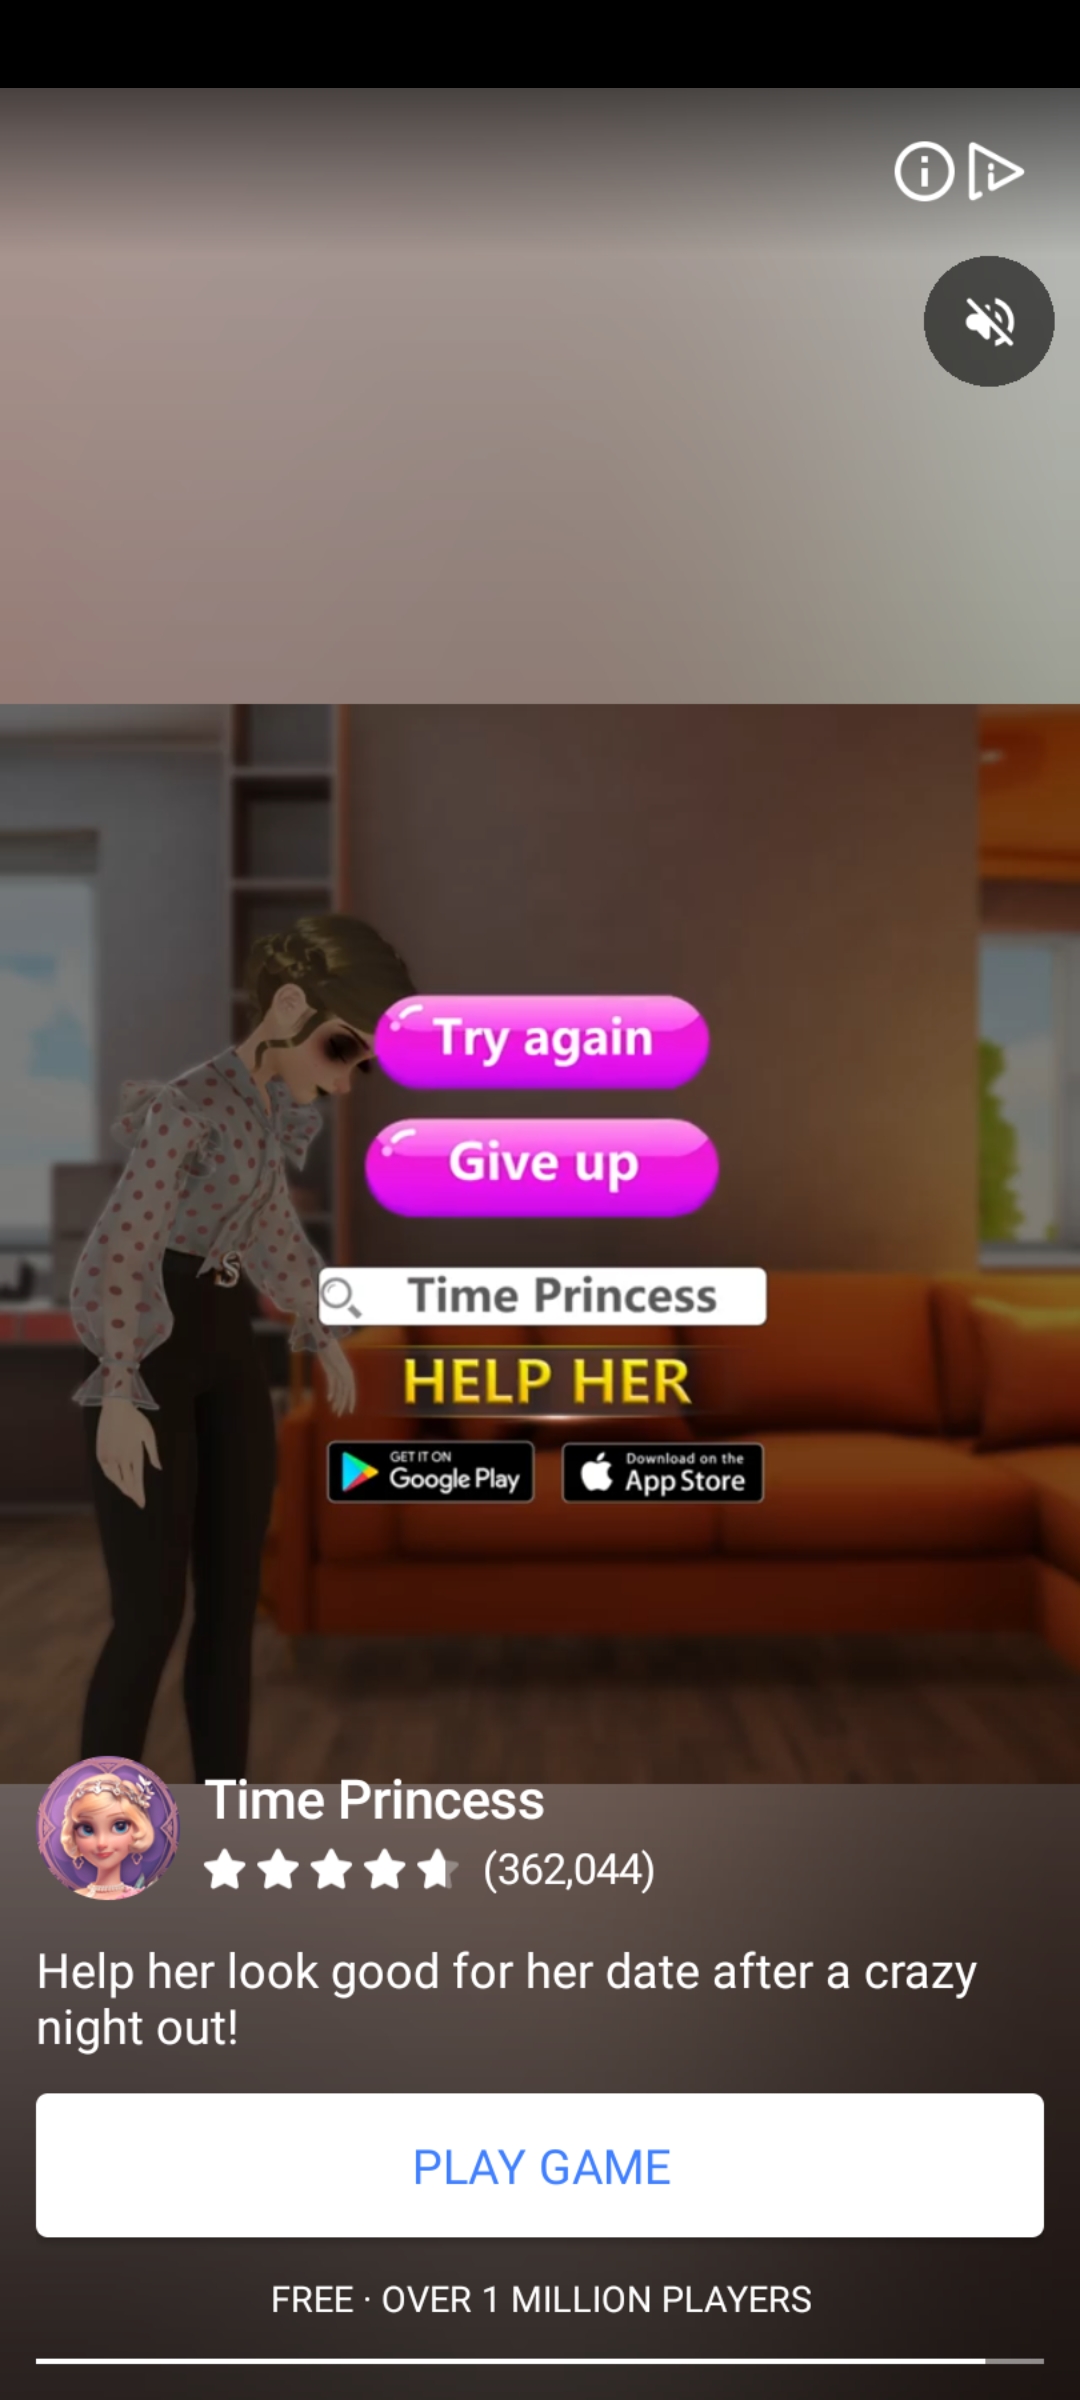 Try again
Give up
Time Princess
HELP HER
GET IT ON
Google Play
Download on the
App Store
Time Princess
(362,044)
Help her look good for her date after a crazy
night out!
PLAY GAME
FREE · OVER 1 MILLION PLAYERS